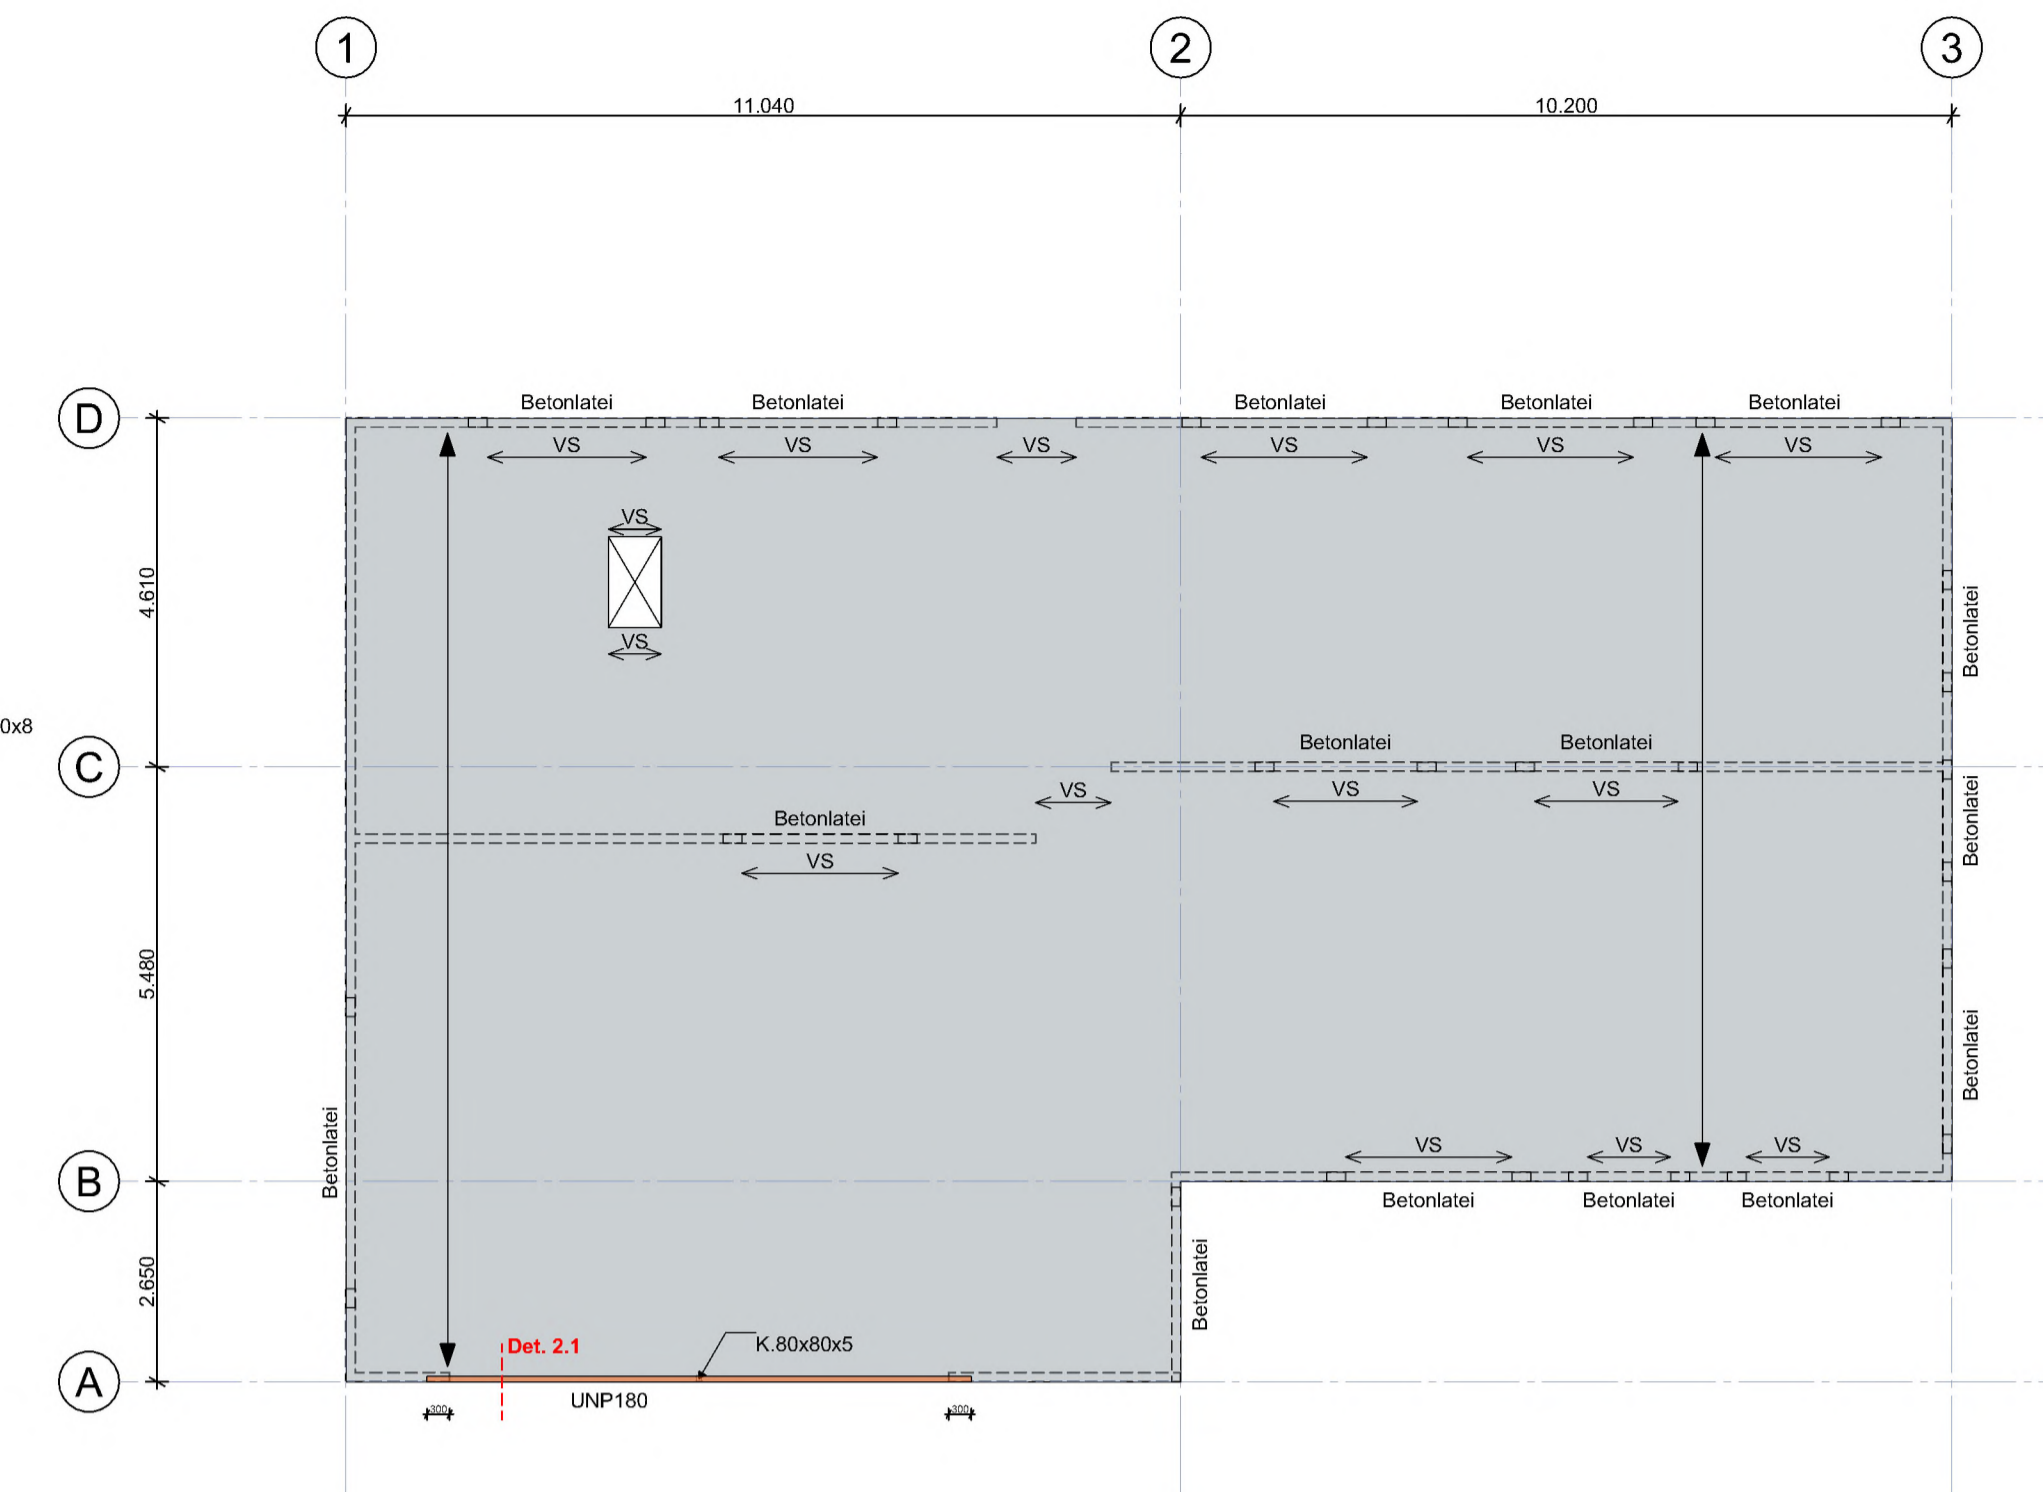 1 2 3
11.040 10.200
D
Betonlatei Betonlatei Betonlatei Betonlatei Betonlatei
VS VS VS VS VS VS
VS
4.610
Betonlatei
VS
0x8
C
Betonlatei Betonlatei
VS VS VS
Betonlatei
Betonlatei
VS
5.480
Betonlatei
Betonlatei
VS VS VS
B
Betonlatei Betonlatei Betonlatei
2.650
Betonlatei
Det. 2.1
K.80x80x5
A
UNP180
300 300